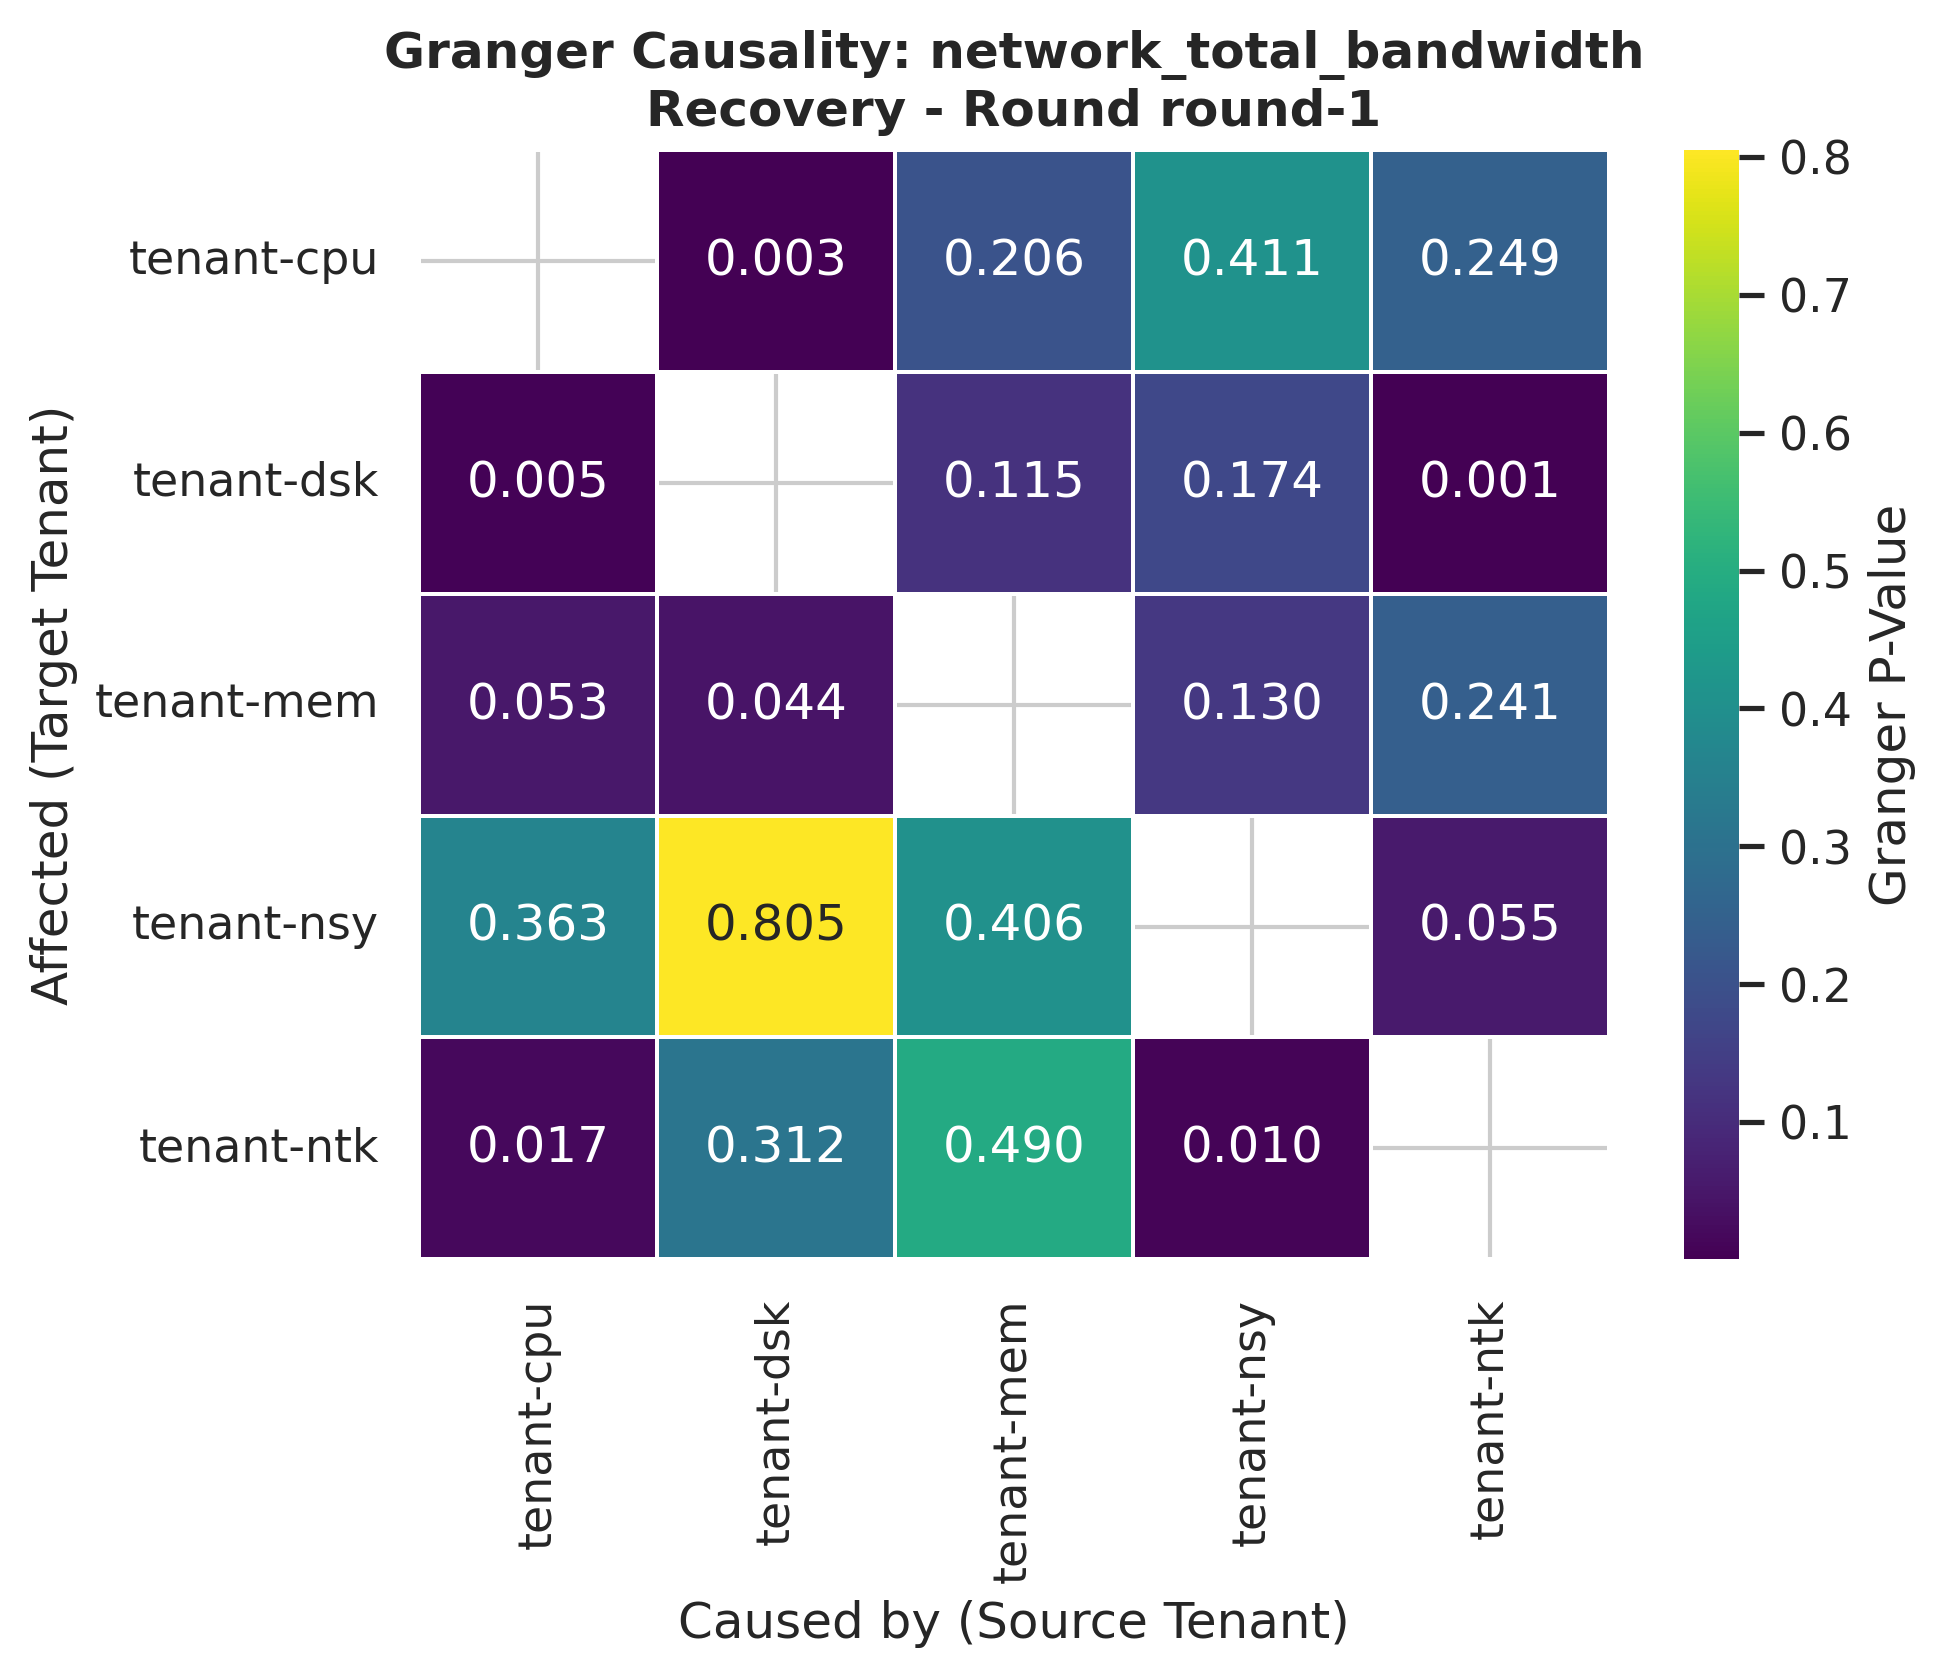 Granger Causality: network_total_bandwidth
Recovery - Round round-1
Affected (Target Tenant)
tenant-cpu 0.003 0.206 0.411 0.249
tenant-dsk 0.005 0.115 0.174 0.001
tenant-mem 0.053 0.044 0.130 0.241
tenant-nsy 0.363 0.805 0.406 0.055
tenant-ntk 0.017 0.312 0.490 0.010
tenant-cpu
tenant-dsk
tenant-mem
tenant-nsy
tenant-ntk
Caused by (Source Tenant)
0.8
0.7
0.6
0.5
0.4
0.3
0.2
0.1
Granger P-Value